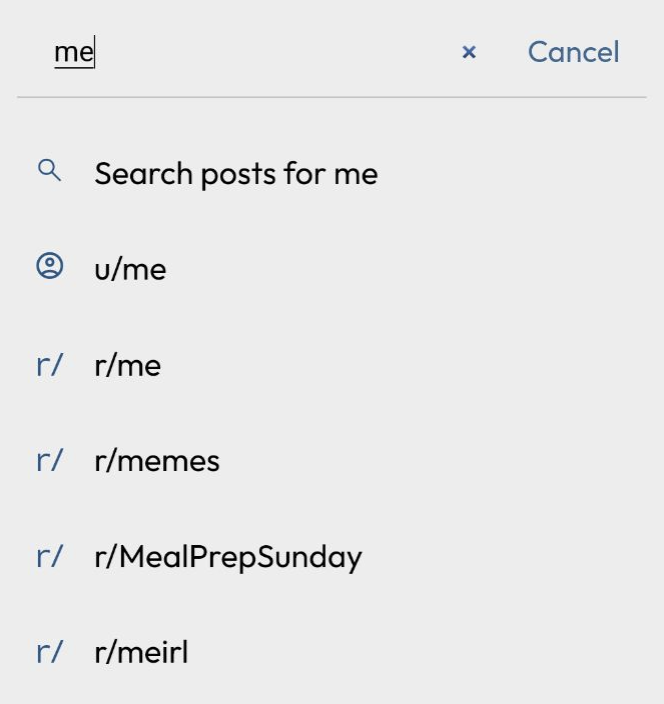 me × Cancel
Search posts for me
u/me
r/ r/me
r/ r/memes
r/ r/MealPrepSunday
r/ r/meirl